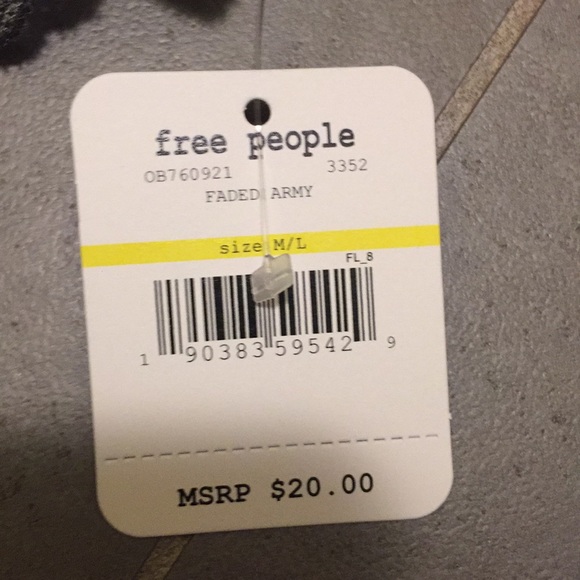 free people
OB760921 3352
FADED ARMY
size M/L
FL_8
1 90383 59542 9
MSRP $20.00